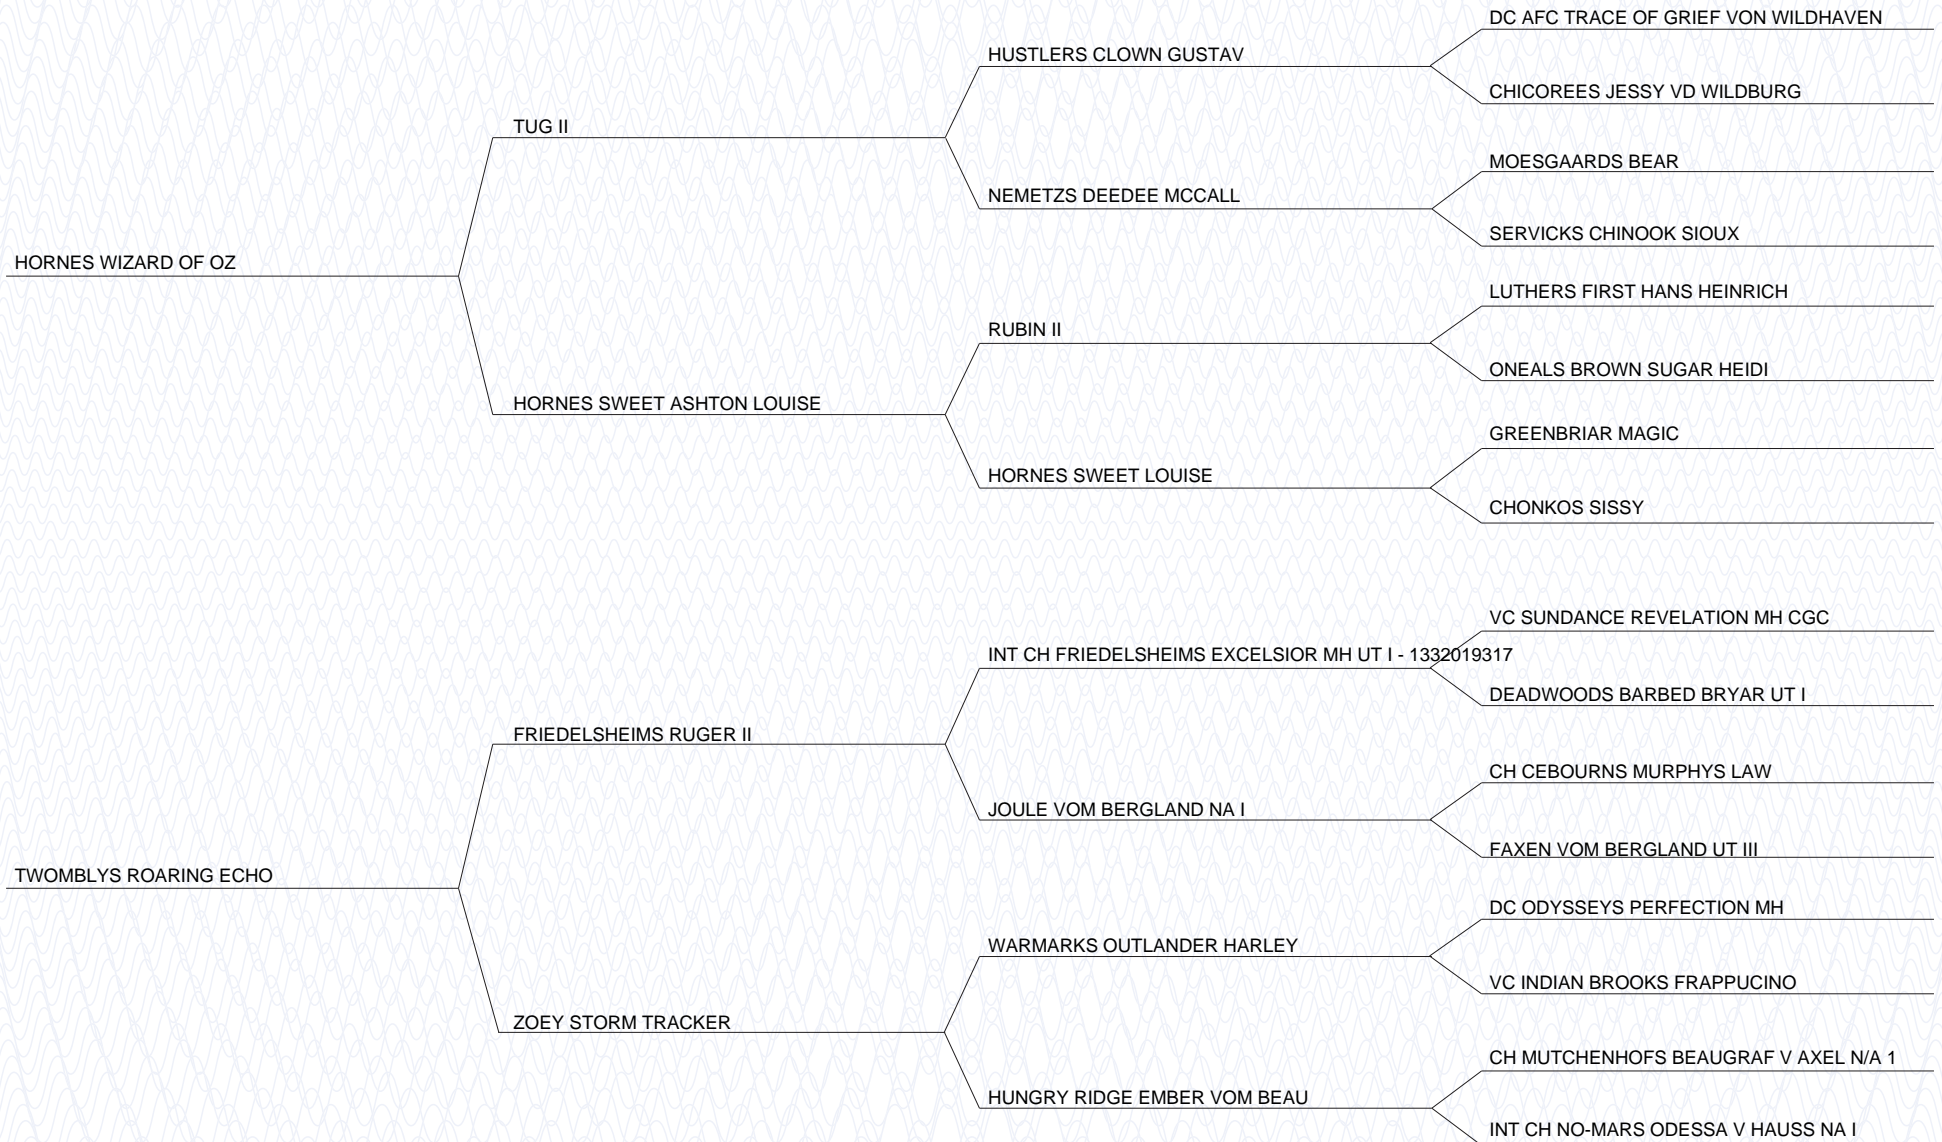 DC AFC TRACE OF GRIEF VON WILDHAVEN
HUSTLERS CLOWN GUSTAV
CHICOREES JESSY VD WILDBURG
TUG II
MOESGAARDS BEAR
NEMETZS DEEDEE MCCALL
SERVICKS CHINOOK SIOUX
HORNES WIZARD OF OZ
LUTHERS FIRST HANS HEINRICH
RUBIN II
ONEALS BROWN SUGAR HEIDI
HORNES SWEET ASHTON LOUISE
GREENBRIAR MAGIC
HORNES SWEET LOUISE
CHONKOS SISSY
VC SUNDANCE REVELATION MH CGC
INT CH FRIEDELSHEIMS EXCELSIOR MH UT I - 1332019317
DEADWOODS BARBED BRYAR UT I
FRIEDELSHEIMS RUGER II
CH CEBOURNS MURPHYS LAW
JOULE VOM BERGLAND NA I
FAXEN VOM BERGLAND UT III
TWOMBLYS ROARING ECHO
DC ODYSSEYS PERFECTION MH
WARMARKS OUTLANDER HARLEY
VC INDIAN BROOKS FRAPPUCINO
ZOEY STORM TRACKER
CH MUTCHENHOFS BEAUGRAF V AXEL N/A 1
HUNGRY RIDGE EMBER VOM BEAU
INT CH NO-MARS ODESSA V HAUSS NA I